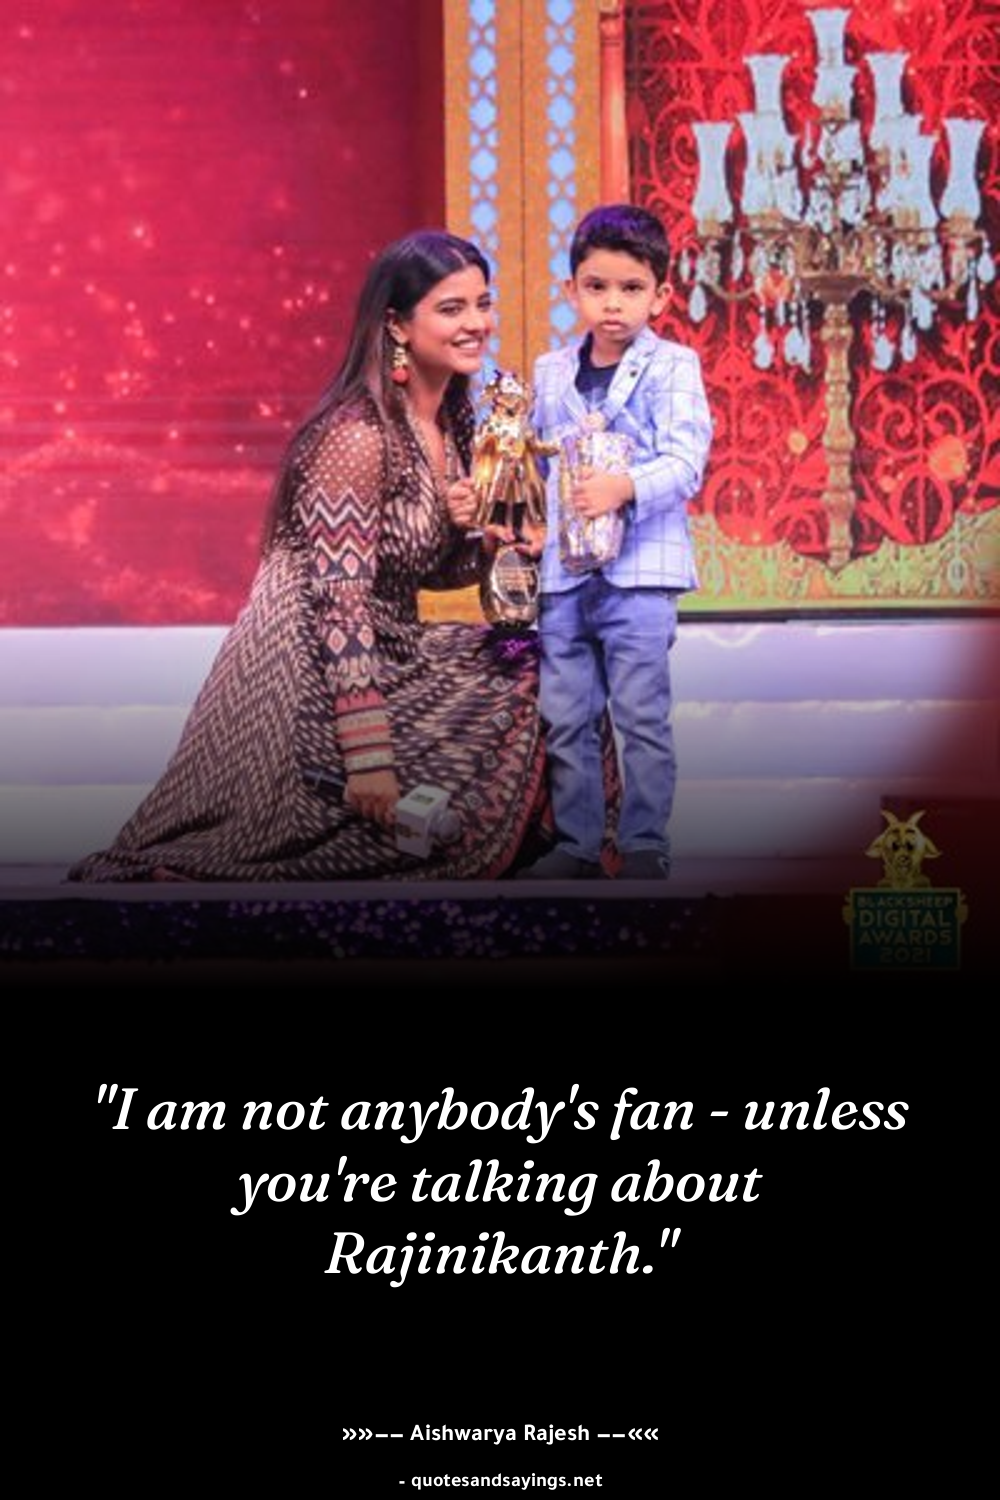 BLACKSHEEP
DIGITAL
AWARDS
2021
"I am not anybody's fan - unless
you're talking about
Rajinikanth."
»»−− Aishwarya Rajesh −−««
- quotesandsayings.net